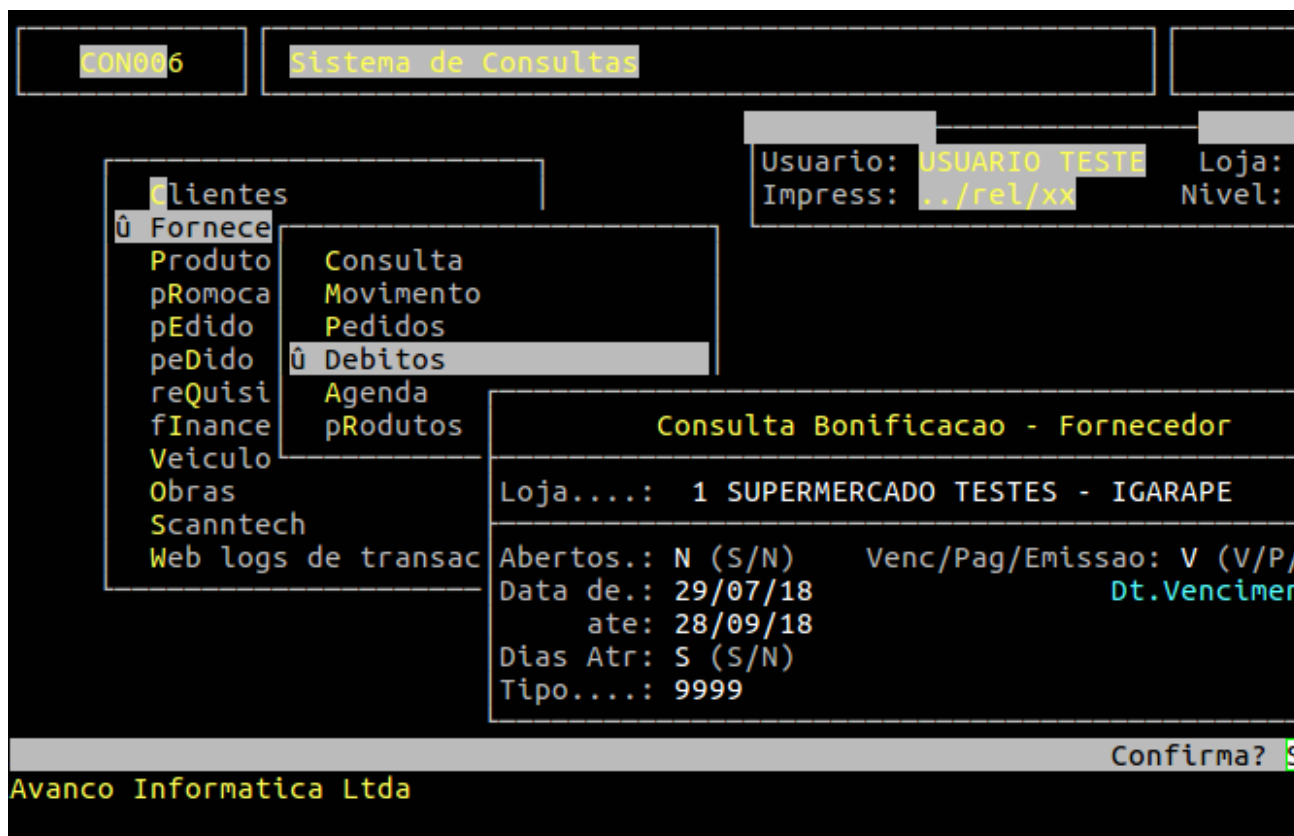 CON006 Sistema de Consultas
Usuario: USUARIO TESTE Loja:
Impress: ../rel/xx Nivel:
Clientes
û Fornece
Produto
pRomoca
pEdido
peDido
reQuisi
fInance
Veiculo
Obras
Scanntech
Web logs de transac
Consulta
Movimento
Pedidos
û Debitos
Agenda
pRodutos
Consulta Bonificacao - Fornecedor
Loja....: 1 SUPERMERCADO TESTES - IGARAPE
Abertos.: N (S/N) Venc/Pag/Emissao: V (V/P/
Data de.: 29/07/18 Dt.Vencimen
ate: 28/09/18
Dias Atr: S (S/N)
Tipo....: 9999
Confirma? S
Avanco Informatica Ltda